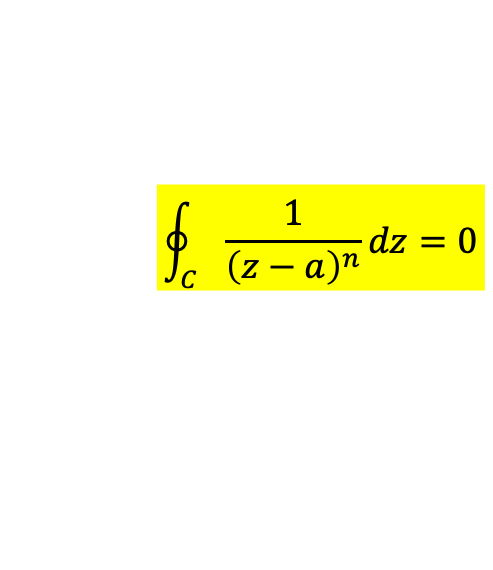 ∮_C 1/(z − a)^n dz = 0